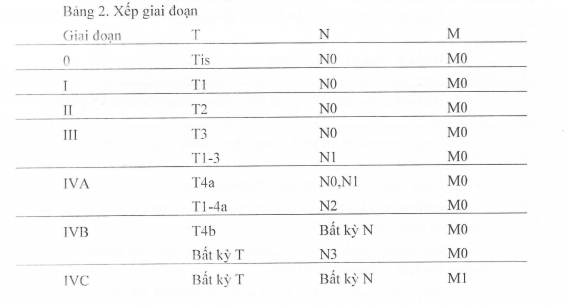 Bảng 2. Xếp giai đoạn
Giai đoạn T N M
0 Tis N0 M0
I T1 N0 M0
II T2 N0 M0
III T3 N0 M0
T1-3 N1 M0
IVA T4a N0,N1 M0
T1-4a N2 M0
IVB T4b Bất kỳ N M0
Bất kỳ T N3 M0
IVC Bất kỳ T Bất kỳ N M1